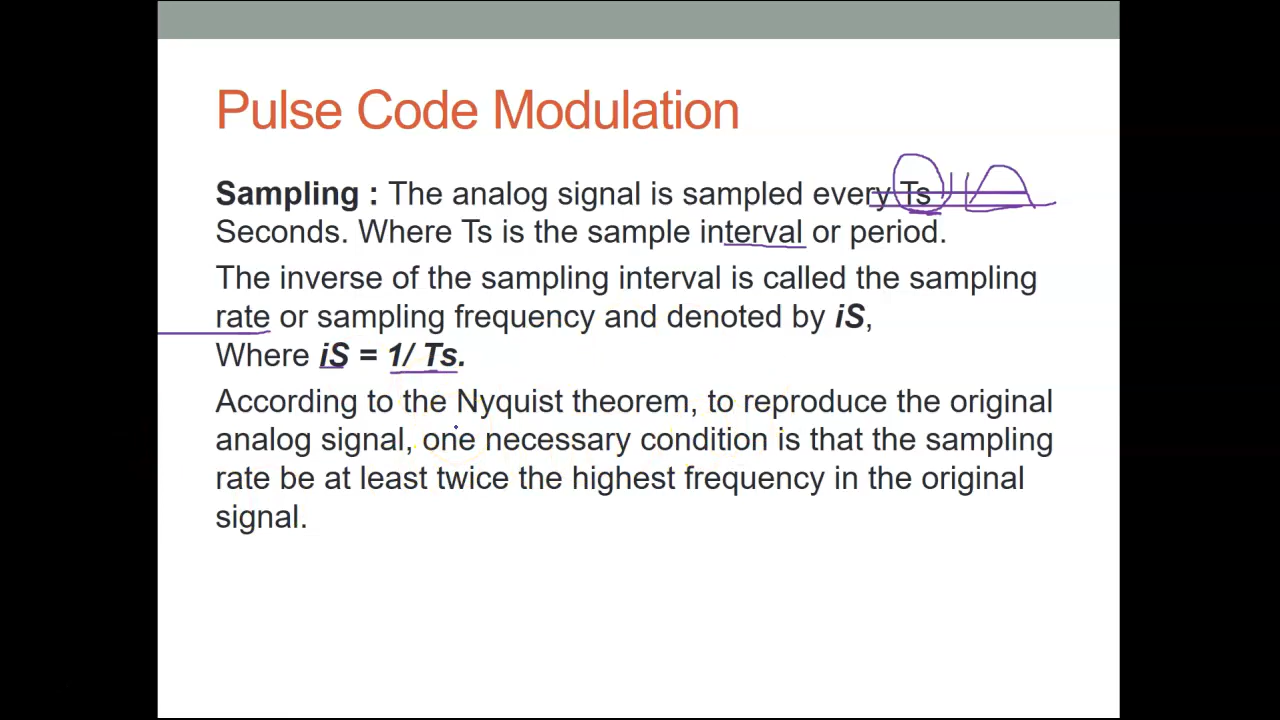 Pulse Code Modulation
Sampling : The analog signal is sampled every Ts
Seconds. Where Ts is the sample interval or period.
The inverse of the sampling interval is called the sampling
rate or sampling frequency and denoted by iS,
Where iS = 1/ Ts.
According to the Nyquist theorem, to reproduce the original
analog signal, one necessary condition is that the sampling
rate be at least twice the highest frequency in the original
signal.